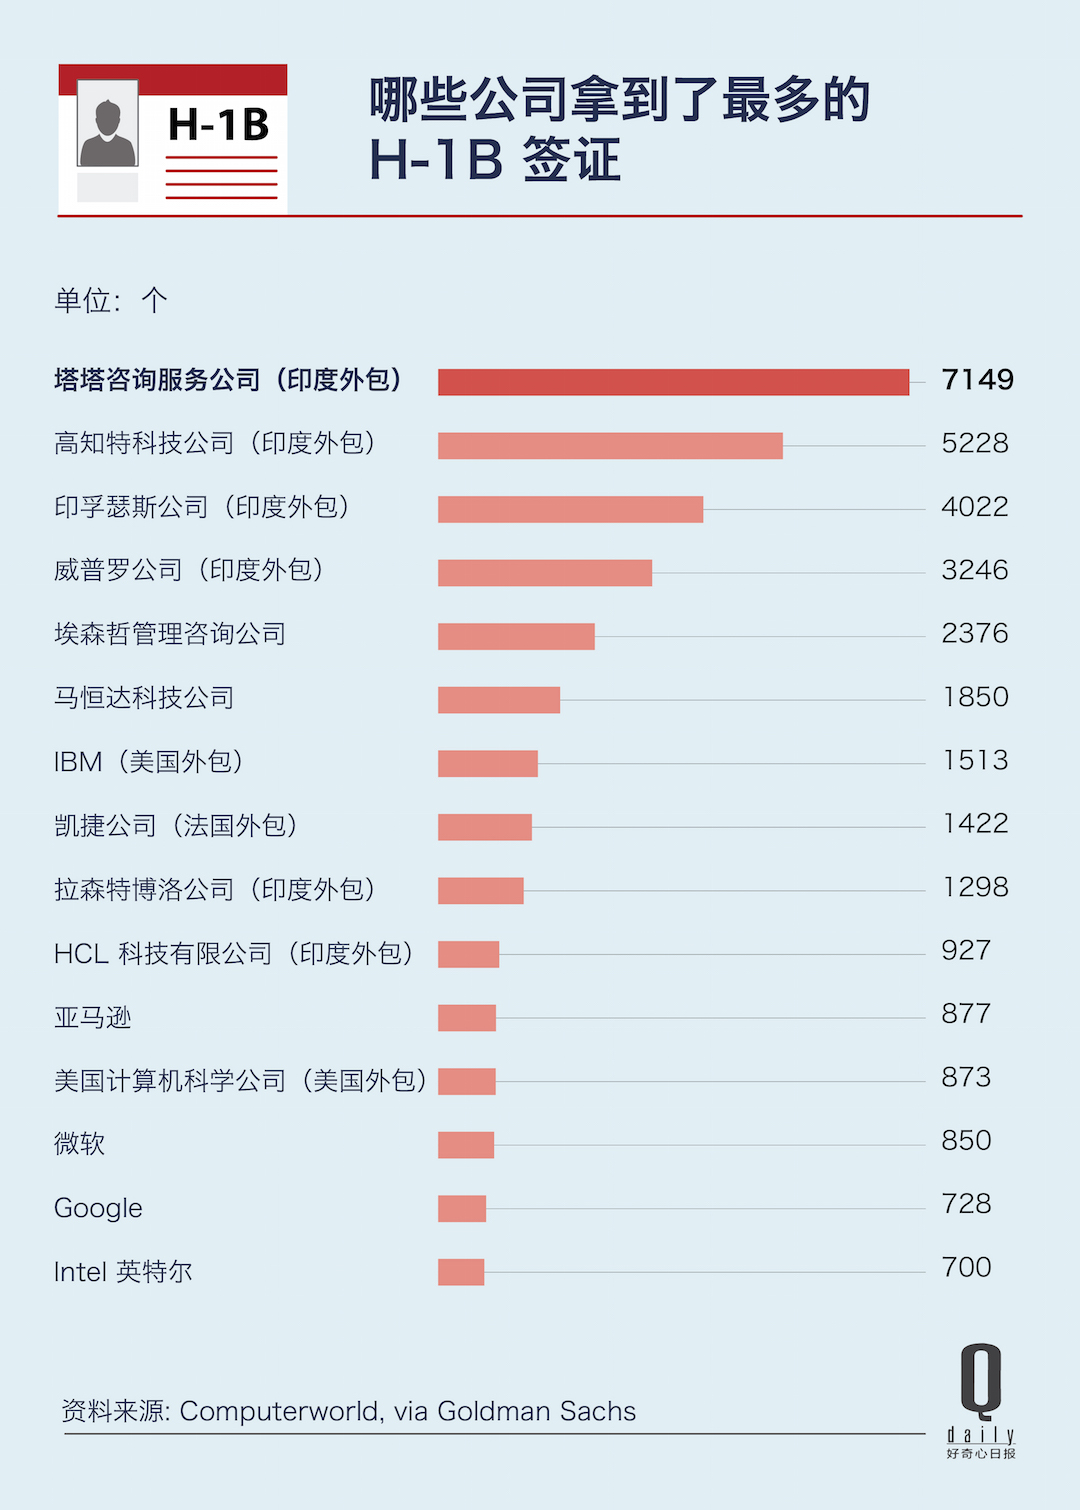 H-1B
哪些公司拿到了最多的
H-1B 签证
单位：个
塔塔咨询服务公司（印度外包） 7149
高知特科技公司（印度外包） 5228
印孚瑟斯公司（印度外包） 4022
威普罗公司（印度外包） 3246
埃森哲管理咨询公司 2376
马恒达科技公司 1850
IBM（美国外包） 1513
凯捷公司（法国外包） 1422
拉森特博洛公司（印度外包） 1298
HCL 科技有限公司（印度外包） 927
亚马逊 877
美国计算机科学公司（美国外包） 873
微软 850
Google 728
Intel 英特尔 700
资料来源: Computerworld, via Goldman Sachs
Q
daily
好奇心日报